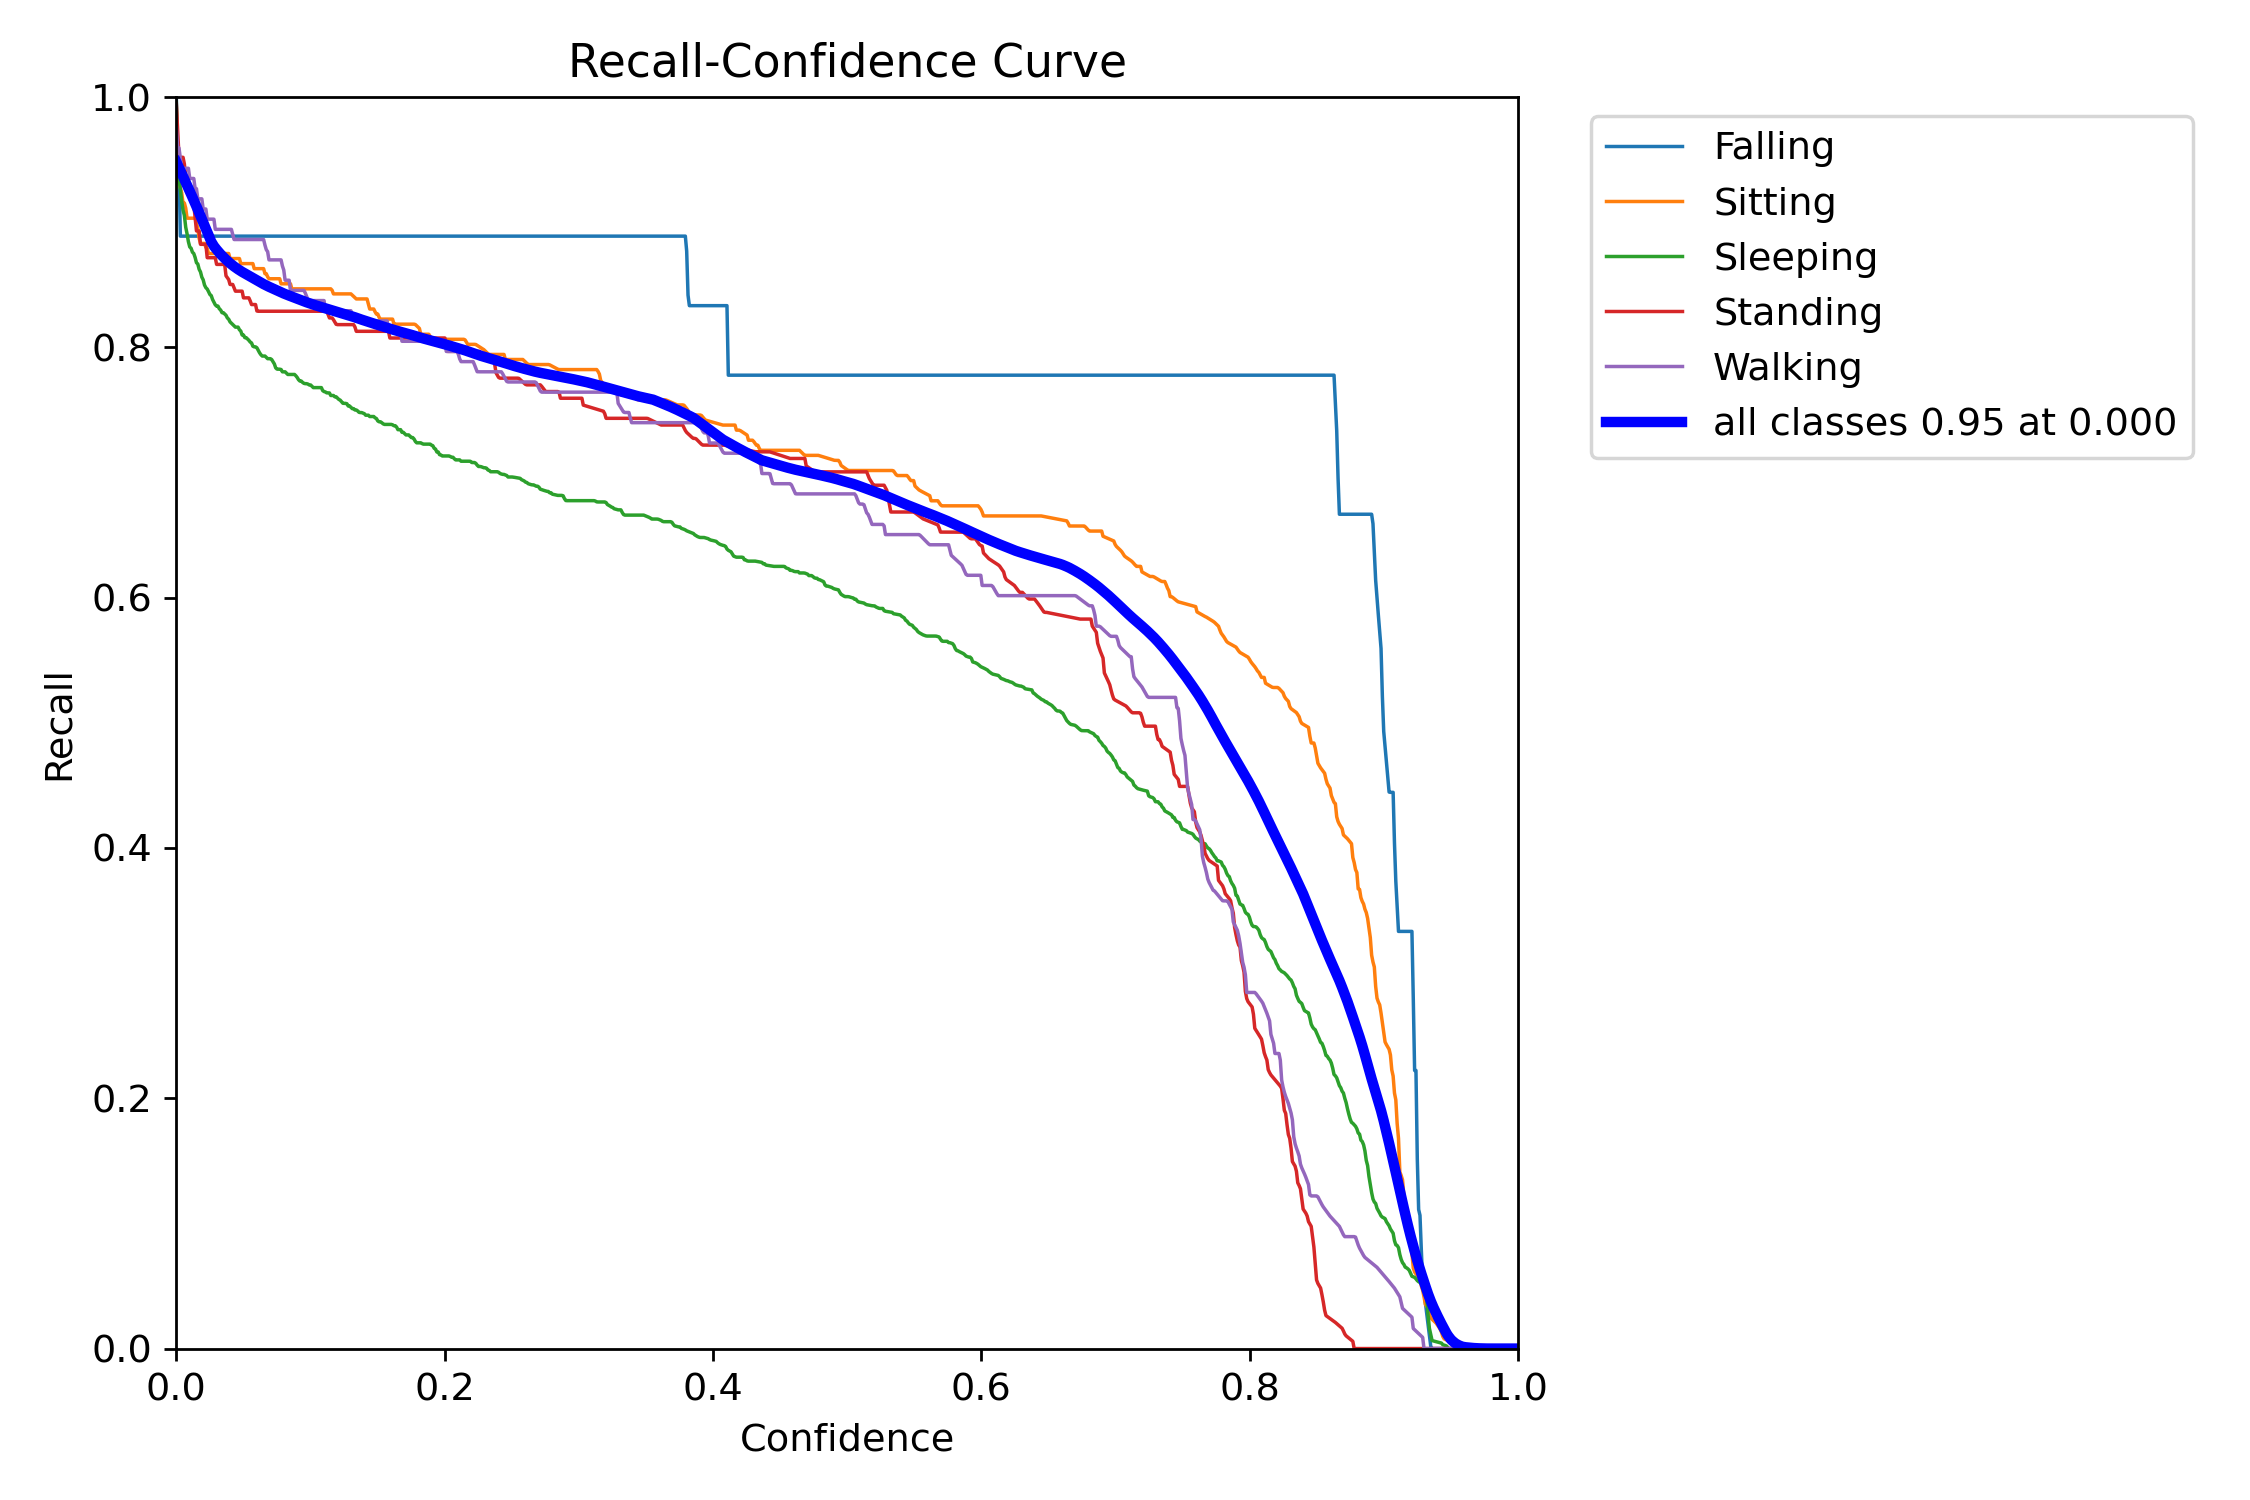 Recall-Confidence Curve
1.0
0.8
0.6
0.4
0.2
0.0
Recall
0.0 0.2 0.4 0.6 0.8 1.0
Confidence
Falling
Sitting
Sleeping
Standing
Walking
all classes 0.95 at 0.000